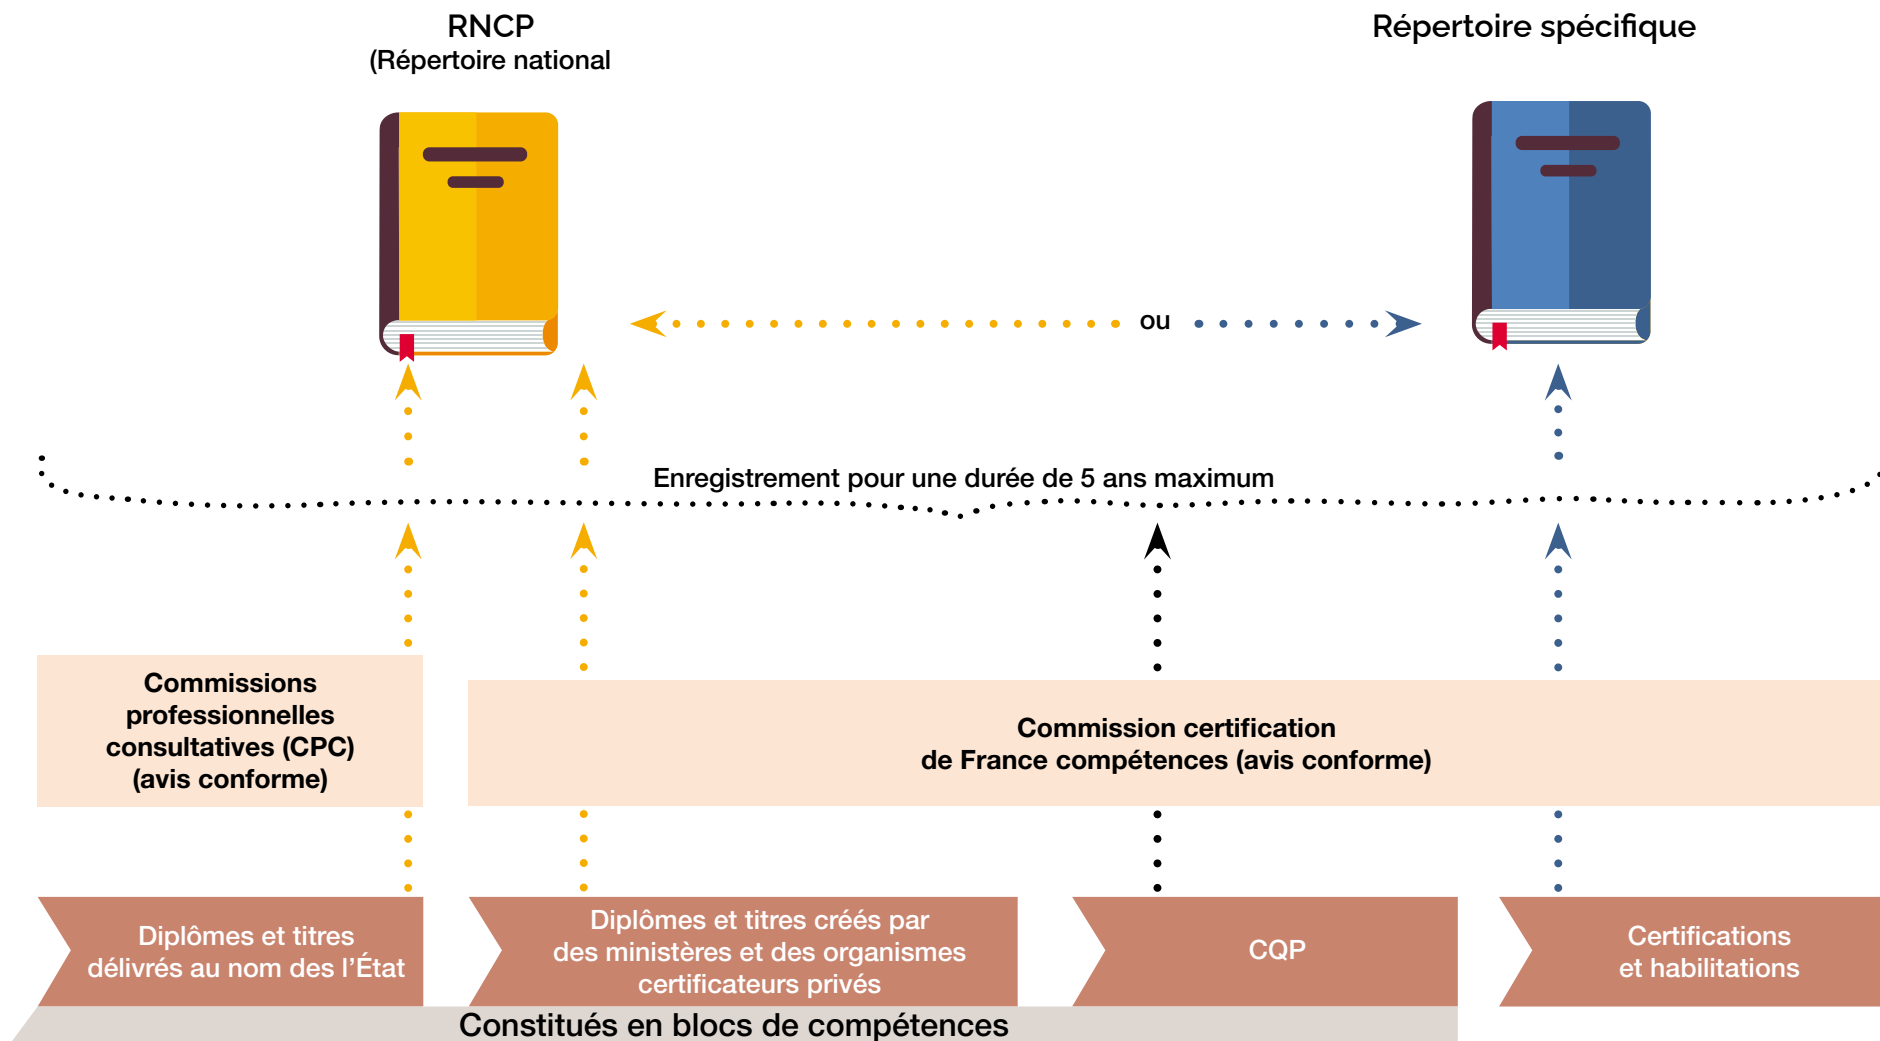 RNCP
(Répertoire national
Répertoire spécifique
ou
Enregistrement pour une durée de 5 ans maximum
Commissions
professionnelles
consultatives (CPC)
(avis conforme)
Commission certification
de France compétences (avis conforme)
Diplômes et titres
délivrés au nom des l’État
Diplômes et titres créés par
des ministères et des organismes
certificateurs privés
CQP
Certifications
et habilitations
Constitués en blocs de compétences